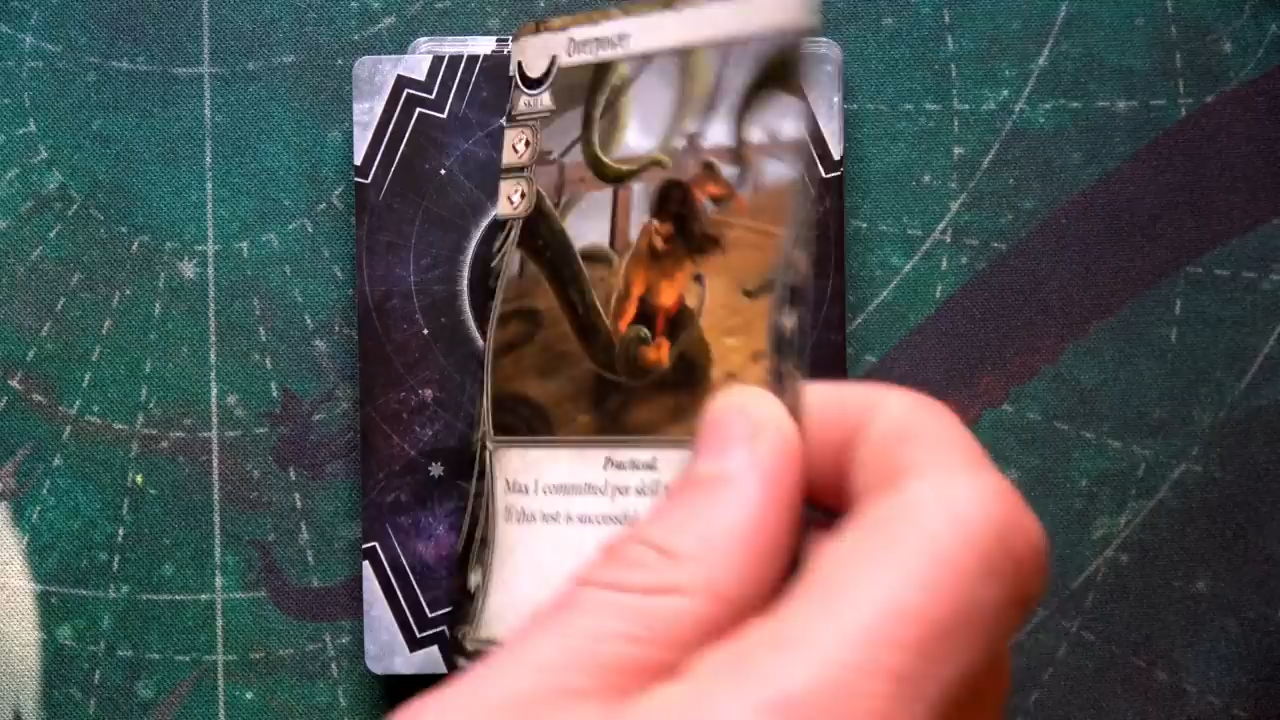 Overpower
SKILL
Practiced.
Max 1 committed per skill
If this test is successful